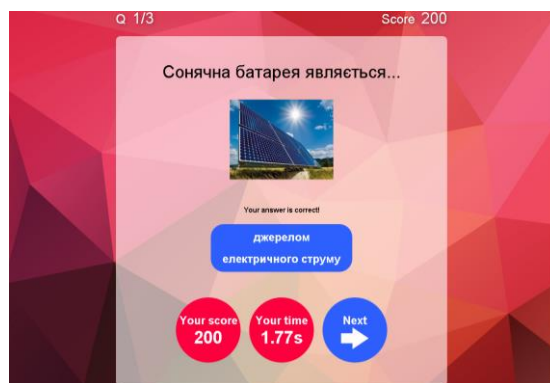 Q 1/3
Score 200
Сонячна батарея являється...
Your answer is correct!
джерелом
електричного струму
Your score
200
Your time
1.77s
Next